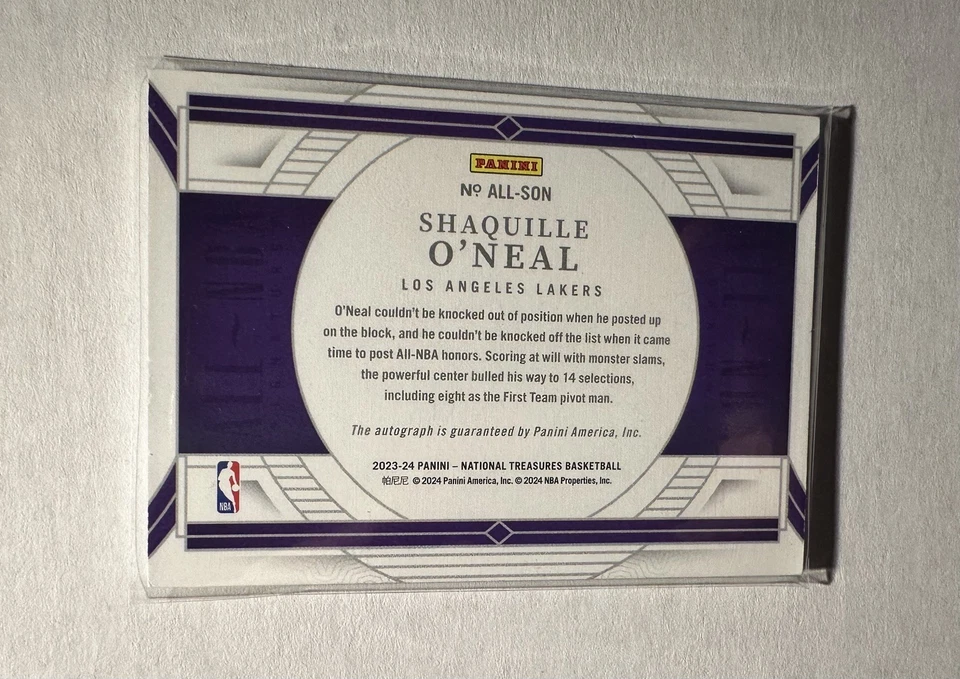 PANINI
Nº ALL-SON
SHAQUILLE
O'NEAL
LOS ANGELES LAKERS
O'Neal couldn't be knocked out of position when he posted up
on the block, and he couldn't be knocked off the list when it came
time to post All-NBA honors. Scoring at will with monster slams,
the powerful center bulled his way to 14 selections,
including eight as the First Team pivot man.
The autograph is guaranteed by Panini America, Inc.
2023-24 PANINI – NATIONAL TREASURES BASKETBALL
帕尼尼 © 2024 Panini America, Inc. © 2024 NBA Properties, Inc.
NBA